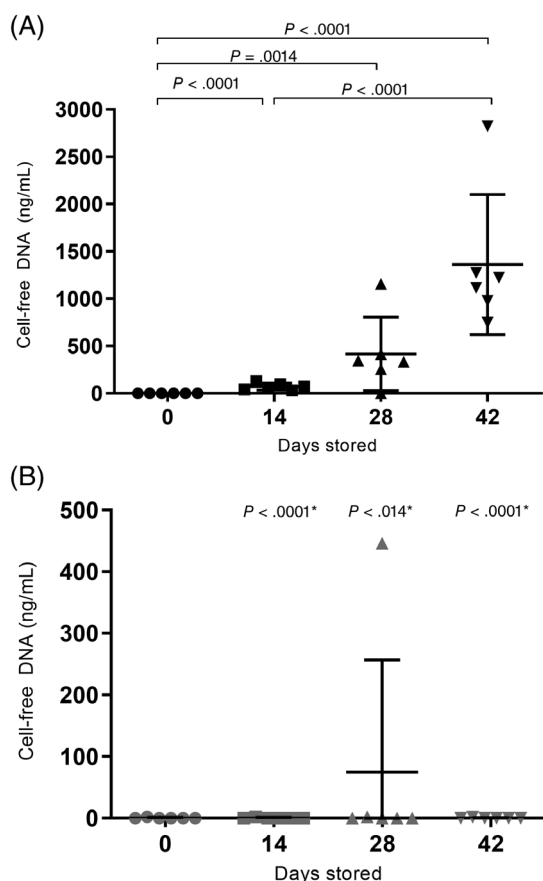 (A)
P < .0001
P = .0014
P < .0001
P < .0001
3000
2500
2000
1500
1000
500
0
Cell-free DNA (ng/mL)
0 14 28 42
Days stored
(B)
P < .0001* P < .014* P < .0001*
500
400
300
200
100
0
Cell-free DNA (ng/mL)
0 14 28 42
Days stored